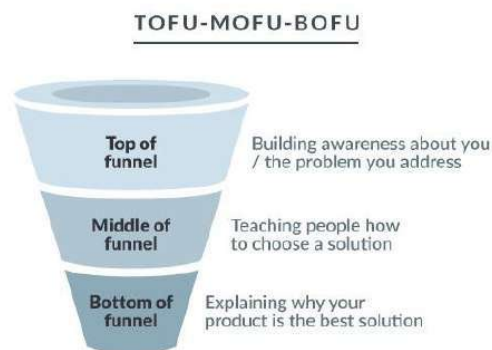 TOFU-MOFU-BOFU
Top of
funnel
Building awareness about you
/ the problem you address
Middle of
funnel
Teaching people how
to choose a solution
Bottom of
funnel
Explaining why your
product is the best solution